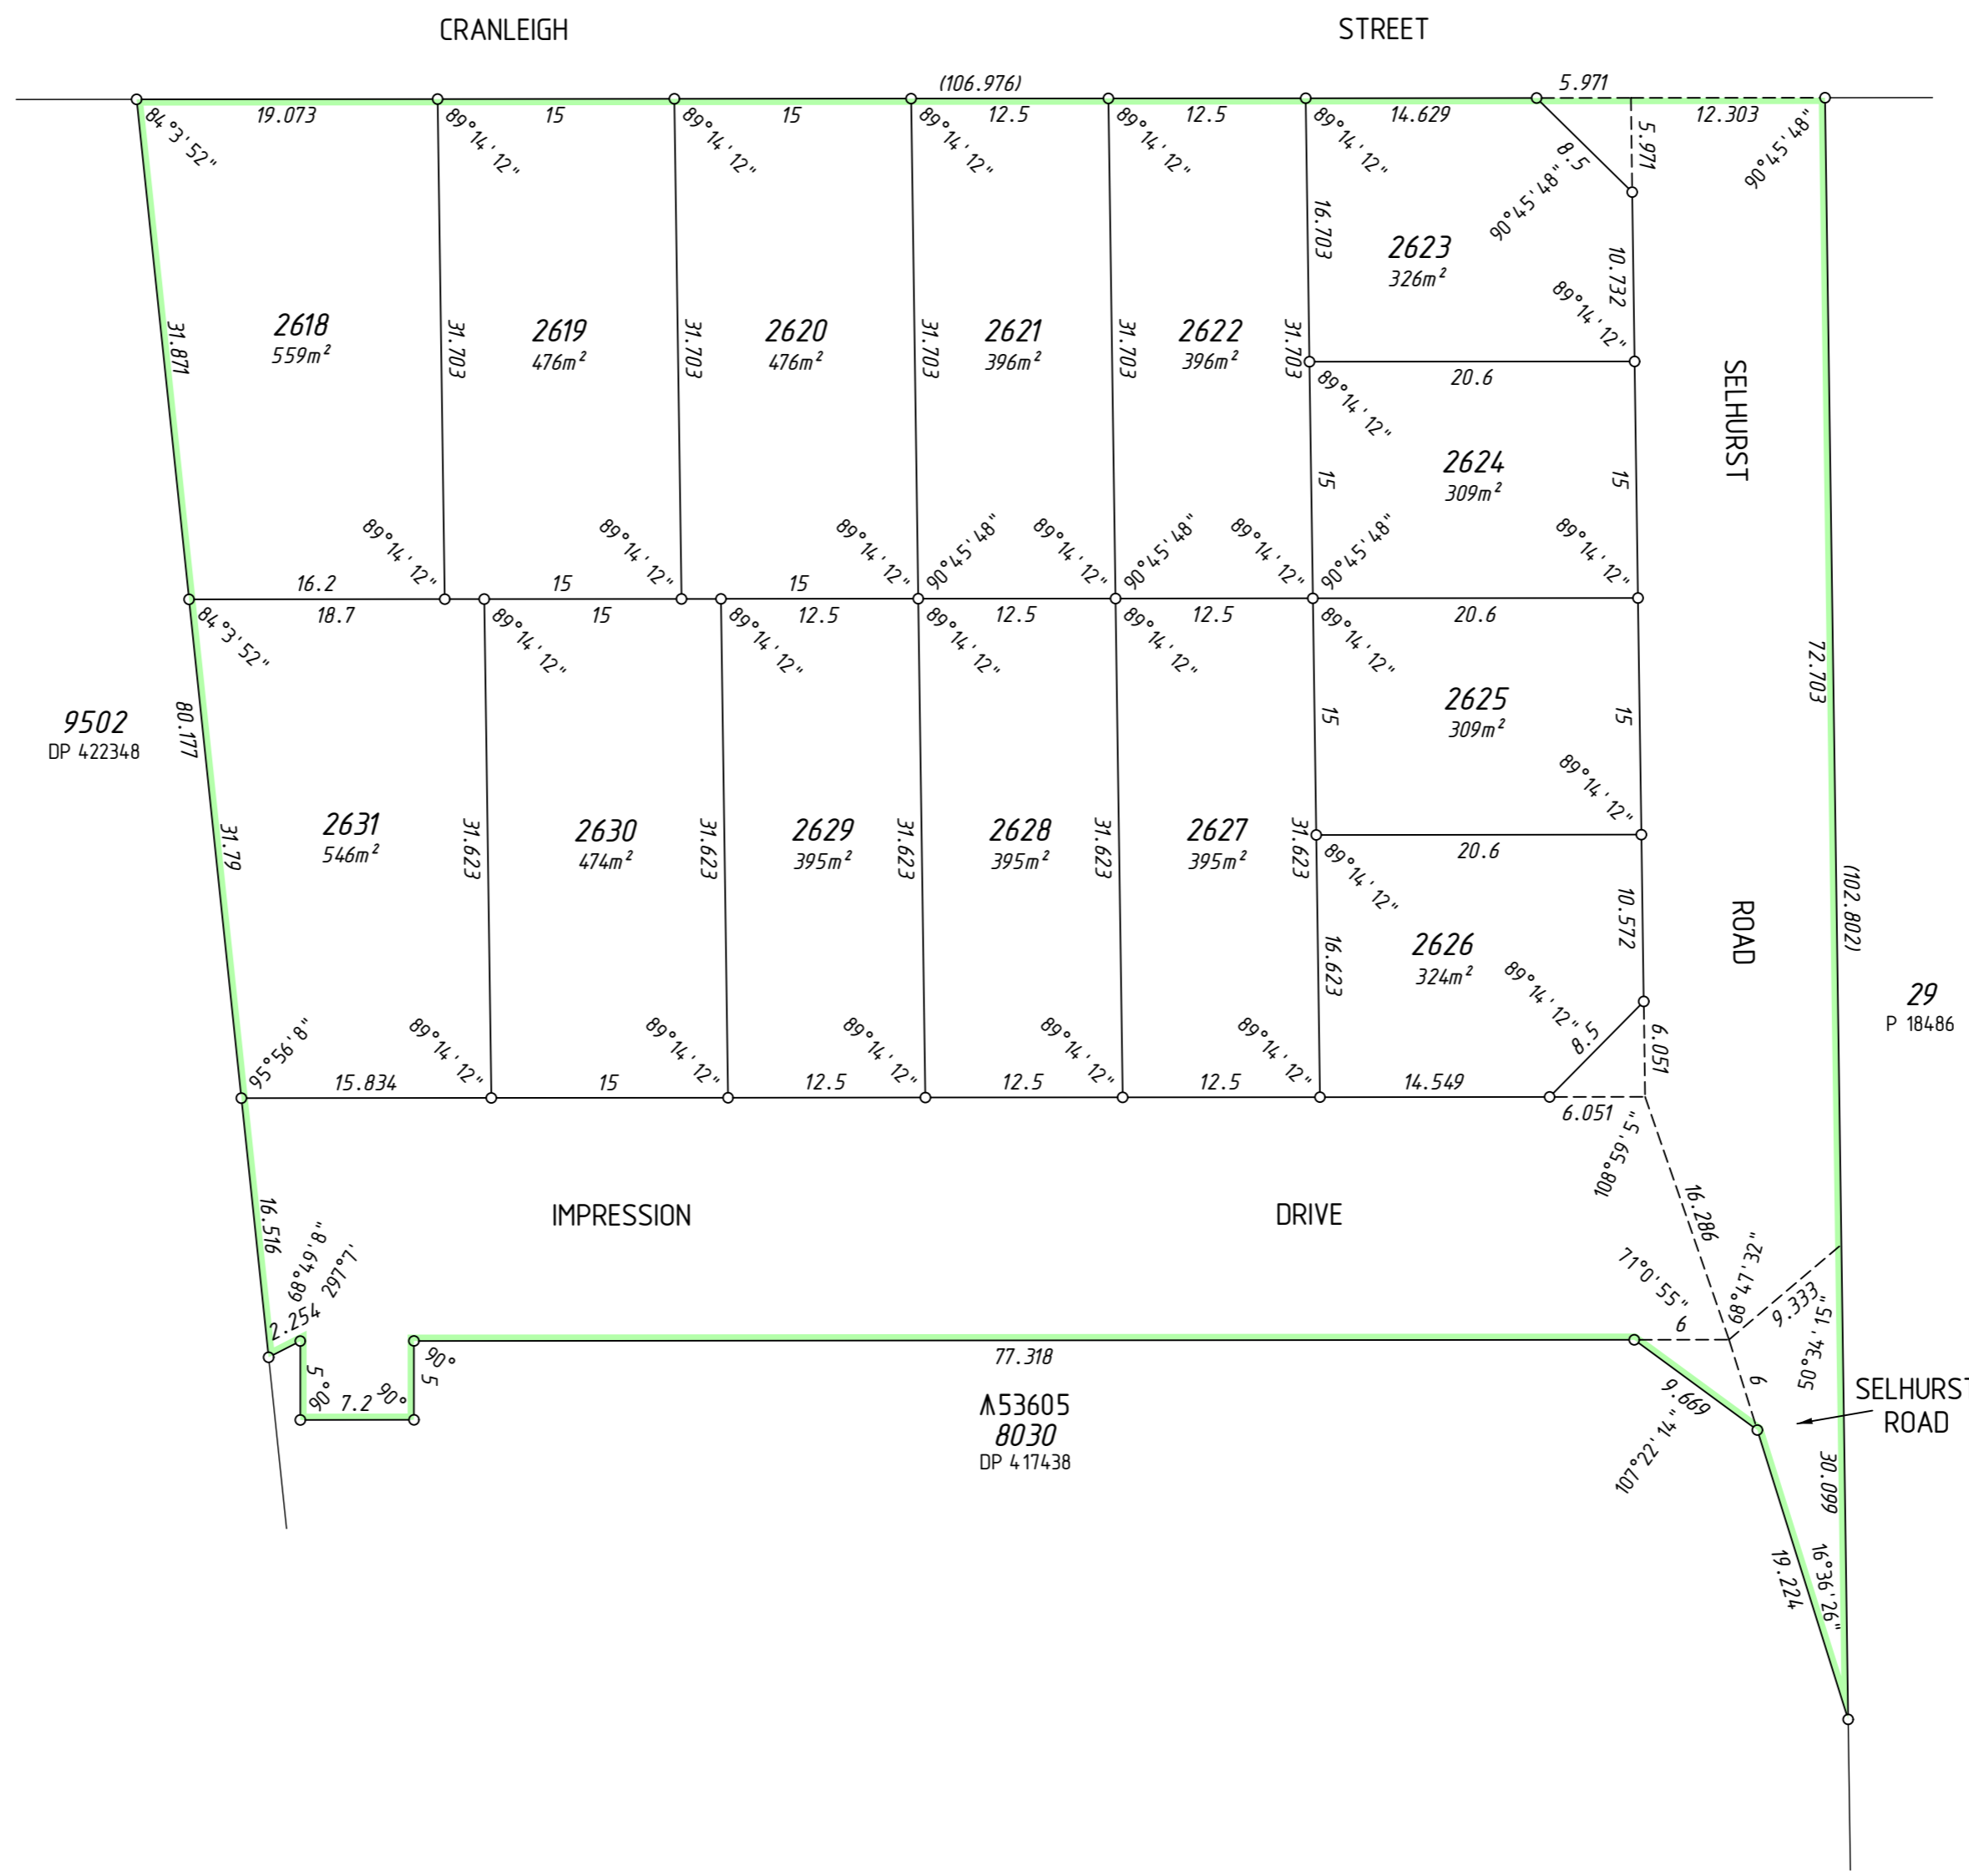 CRANLEIGH STREET
(106.976) 5.971
19.073 15 15 12.5 12.5 14.629 12.303
84°3'52" 89°14'12" 89°14'12" 89°14'12" 89°14'12" 89°14'12" 5.971 90°45'48"
8.5
90°45'48"
16.703
2623
326m²
10.732
89°14'12"
31.871
2618
559m²
31.703
2619
476m²
31.703
2620
476m²
31.703
2621
396m²
31.703
2622
396m²
31.703
20.6
89°14'12"
SELHURST
2624
309m²
15 15
89°14'12" 89°14'12" 89°14'12" 90°45'48" 89°14'12" 90°45'48" 89°14'12" 90°45'48" 89°14'12"
16.2 15 15
18.7 15 12.5 12.5 12.5 20.6
84°3'52" 89°14'12" 89°14'12" 89°14'12" 89°14'12" 89°14'12"
72.703
9502
DP 422348
80.177
15
2625
309m²
15
89°14'12"
31.79
2631
546m²
31.623
2630
474m²
31.623
2629
395m²
31.623
2628
395m²
31.623
2627
395m²
31.623
20.6
89°14'12"
(102.802)
ROAD
10.572
16.623
2626
324m²
89°14'12"
8.5
29
P 18486
6.051
95°56'8" 89°14'12" 89°14'12" 89°14'12" 89°14'12" 89°14'12"
15.834 15 12.5 12.5 12.5 14.549
6.051
108°59'5"
16.516
IMPRESSION DRIVE
16.286
68°49'8"
297°7'
2.254
71°0'55"
68°47'32"
6
9.333
50°34'15"
5
90°
7.2
90°
90°
5
77.318
9.669
6
107°22'14"
SELHURST
ROAD
53605
8030
DP 417438
30.099
19.224
16°36'26"